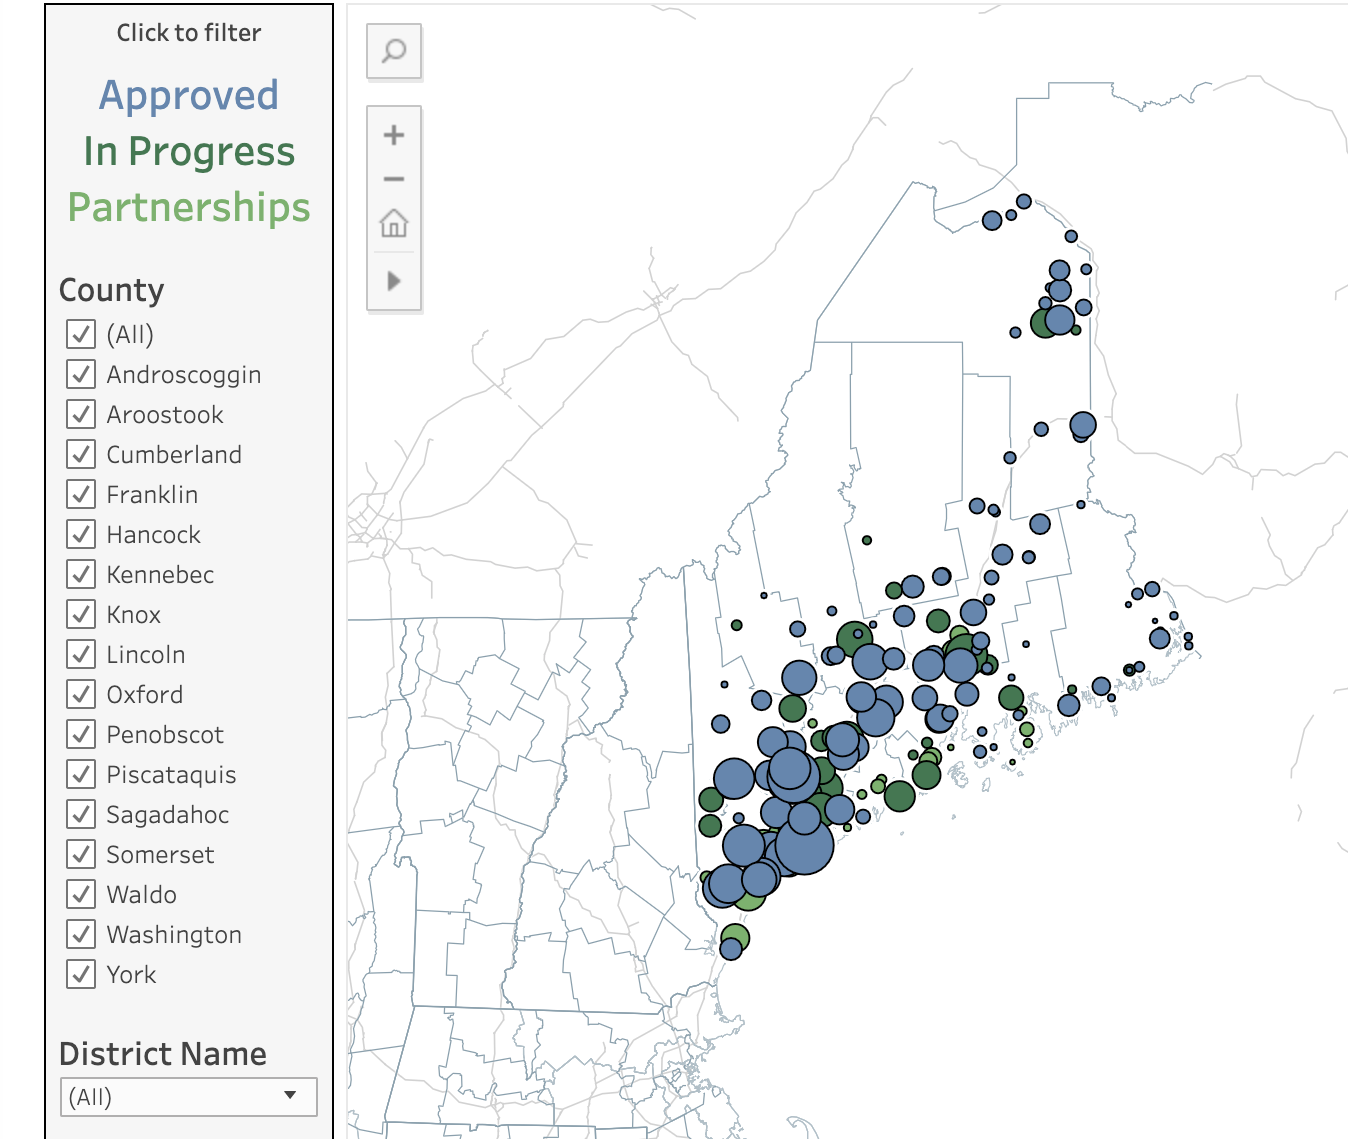 Click to filter
Approved
In Progress
Partnerships
County
(All)
Androscoggin
Aroostook
Cumberland
Franklin
Hancock
Kennebec
Knox
Lincoln
Oxford
Penobscot
Piscataquis
Sagadahoc
Somerset
Waldo
Washington
York
District Name
(All)